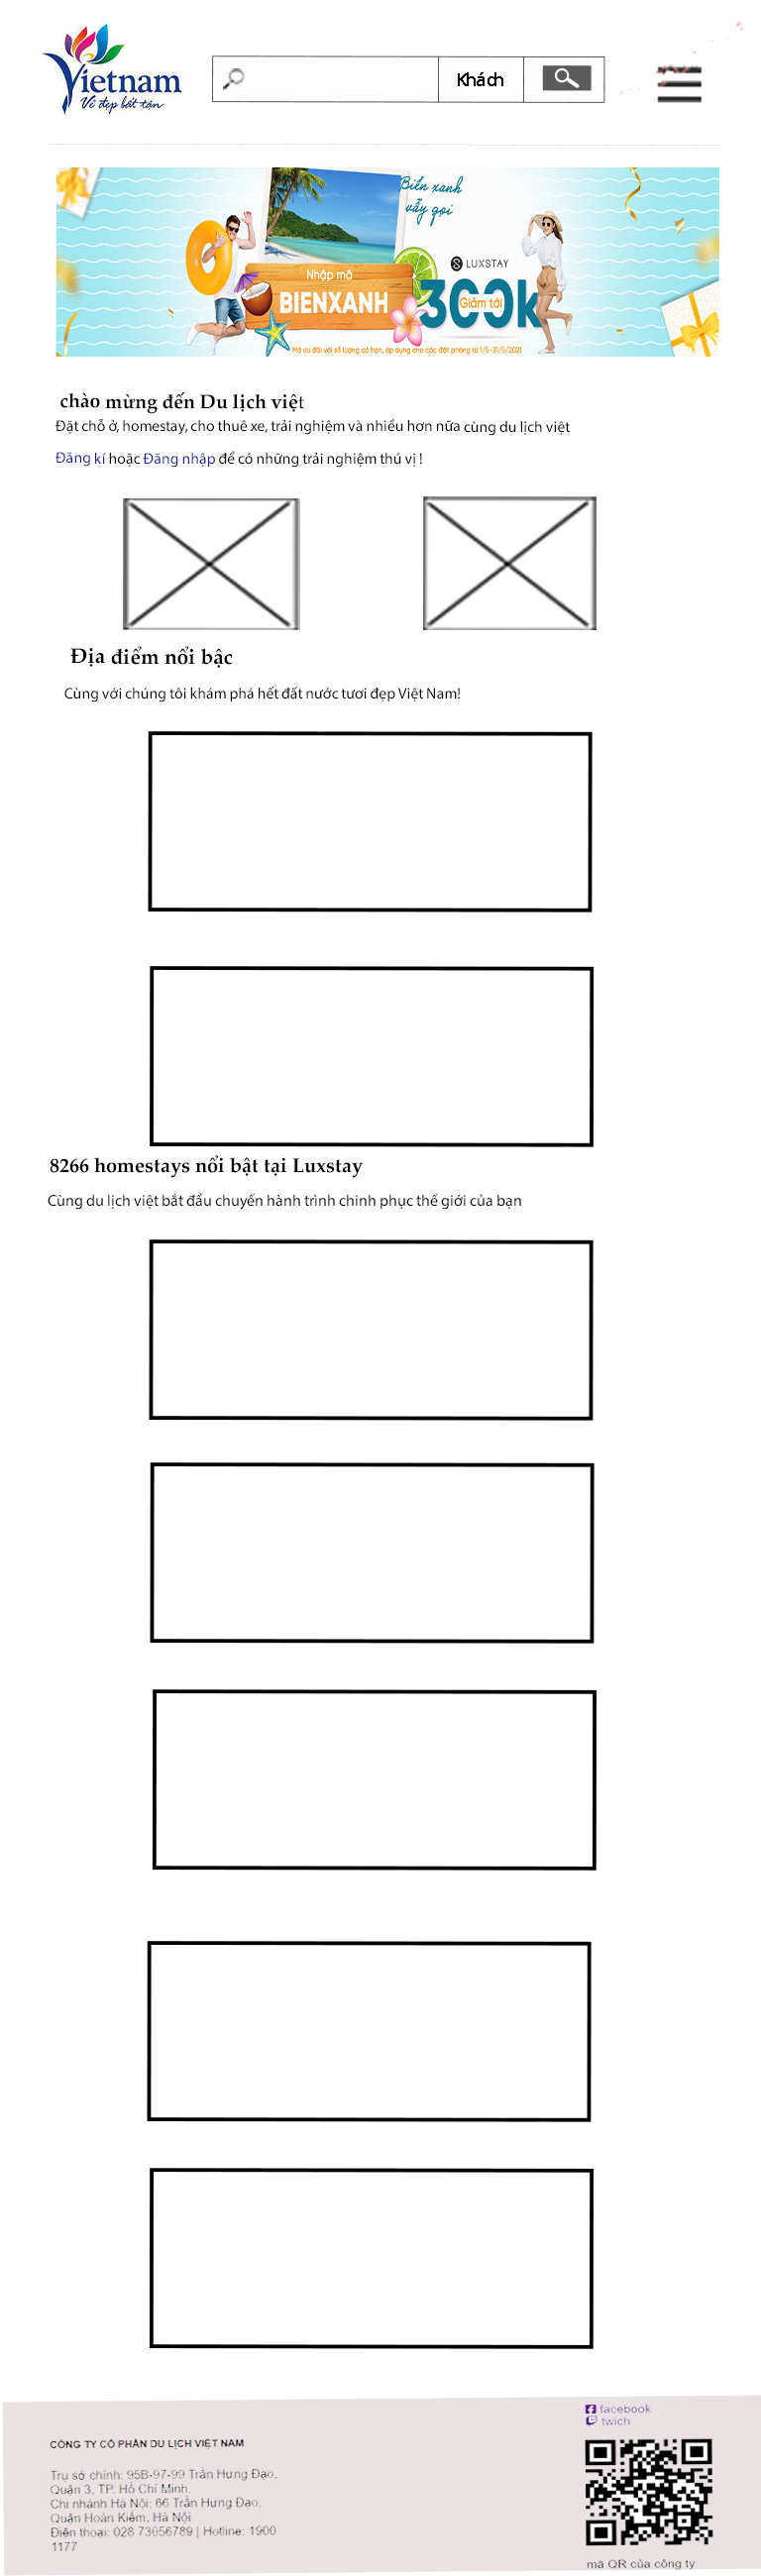 Vietnam
Vẻ đẹp bất tận
Khách
Biển xanh
vẫy gọi
LUXSTAY
Nhập mã
BIENXANH
300k
Giảm tới
Mã ưu đãi với số lượng có hạn, áp dụng cho các đặt phòng từ 1/5-31/5/2021
chào mừng đến Du lịch việt
Đặt chỗ ở, homestay, cho thuê xe, trải nghiệm và nhiều hơn nữa cùng du lịch việt
Đăng kí hoặc Đăng nhập để có những trải nghiệm thú vị !
Địa điểm nổi bậc
Cùng với chúng tôi khám phá hết đất nước tươi đẹp Việt Nam!
8266 homestays nổi bật tại Luxstay
Cùng du lịch việt bắt đầu chuyến hành trình chinh phục thế giới của bạn
facebook
twich
CÔNG TY CỔ PHẦN DU LỊCH VIỆT NAM
Trụ sở chính: 95B-97-99 Trần Hưng Đạo,
Quận 3, TP. Hồ Chí Minh.
Chi nhánh Hà Nội: 66 Trần Hưng Đạo,
Quận Hoàn Kiếm, Hà Nội
Điện thoại: 028 73056789 | Hotline: 1900
1177
mã QR của công ty